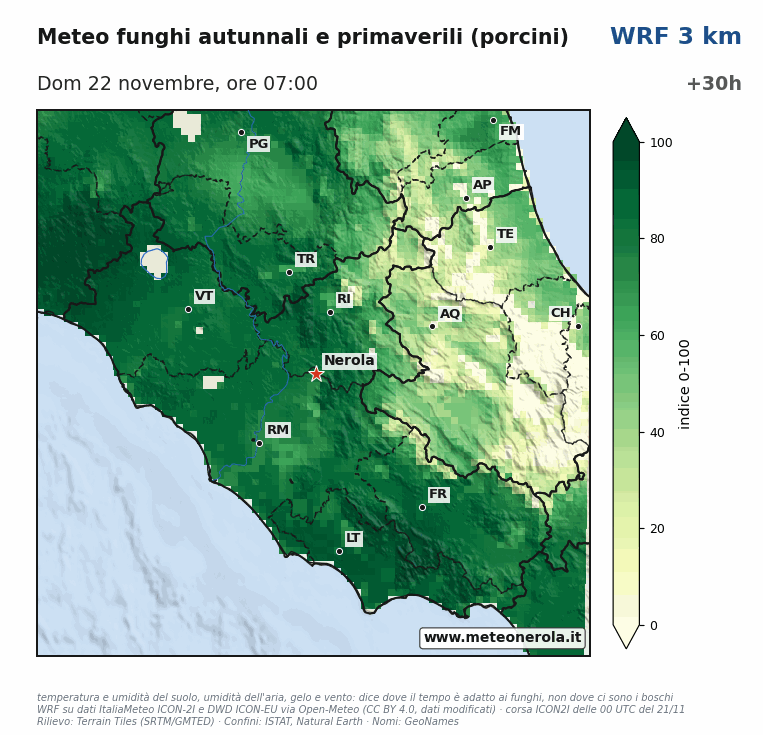 Meteo funghi autunnali e primaverili (porcini)
WRF 3 km
Dom 22 novembre, ore 07:00
+30h
FM
PG
AP
TE
TR
VT
RI
AQ
CH
Nerola
RM
FR
LT
www.meteonerola.it
100
80
60
40
20
0
indice 0-100
temperatura e umidità del suolo, umidità dell'aria, gelo e vento: dice dove il tempo è adatto ai funghi, non dove ci sono i boschi
WRF su dati ItaliaMeteo ICON-2I e DWD ICON-EU via Open-Meteo (CC BY 4.0, dati modificati) · corsa ICON2I delle 00 UTC del 21/11
Rilievo: Terrain Tiles (SRTM/GMTED) · Confini: ISTAT, Natural Earth · Nomi: GeoNames